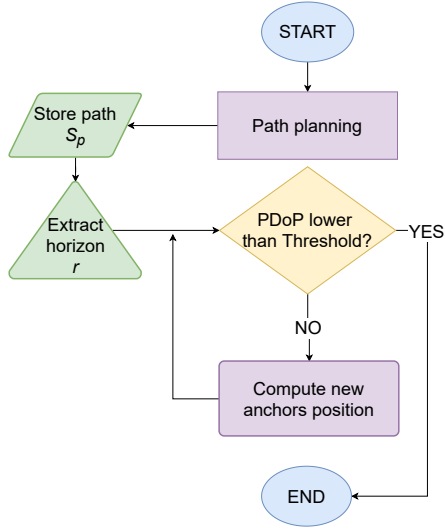 START
Path planning
Store path
Sp
Extract
horizon
r
PDoP lower
than Threshold?
YES
NO
Compute new
anchors position
END